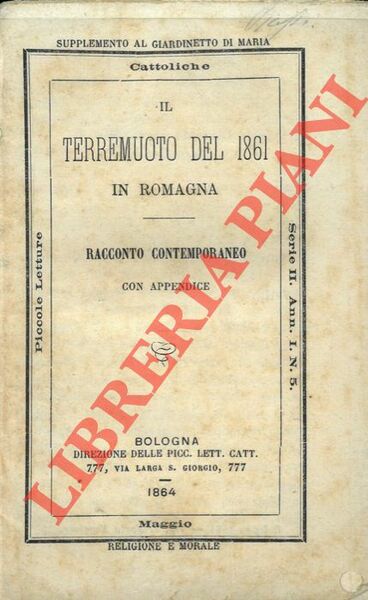 SUPPLEMENTO AL GIARDINETTO DI MARIA
Cattoliche
IL
TERREMUOTO DEL 1861
IN ROMAGNA
RACCONTO CONTEMPORANEO
CON APPENDICE
BOLOGNA
DIREZIONE DELLE PICC. LETT. CATT.
777, VIA LARGA S. GIORGIO, 777
1864
Maggio
RELIGIONE E MORALE
Piccole Letture
Serie II. Ann. I. N. 5.
LIBRERIA PIANI